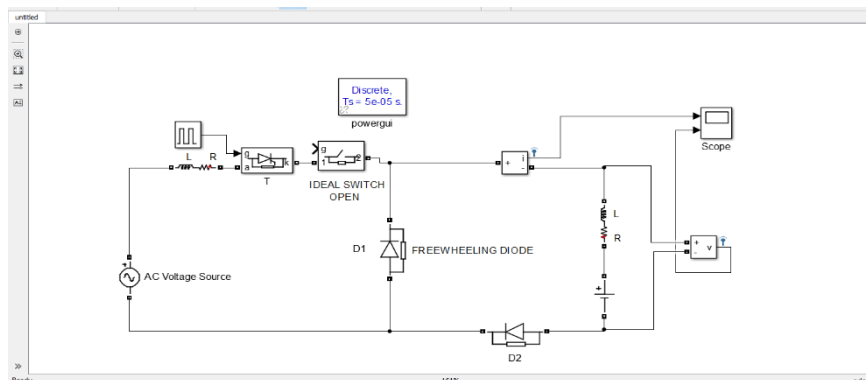 untitled
Discrete,
Ts = 5e-05 s.
powergui
Scope
g
a
k
T
g
1
2
IDEAL SWITCH
OPEN
L
R
+
i
-
L
R
+
-
v
D1
FREEWHEELING DIODE
+
AC Voltage Source
+
D2
Ready